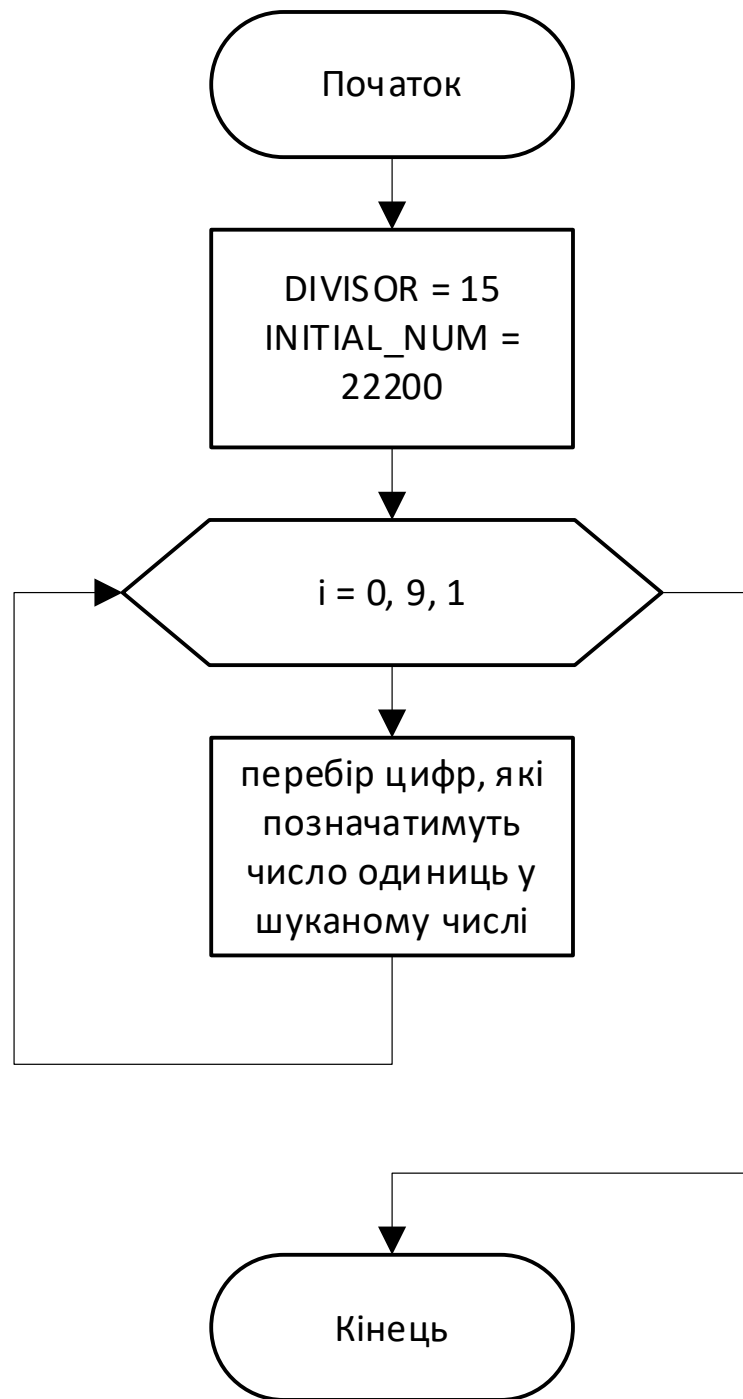 Початок
DIVISOR = 15
INITIAL_NUM =
22200
i = 0, 9, 1
перебір цифр, які
позначатимуть
число одиниць у
шуканому числі
Кінець